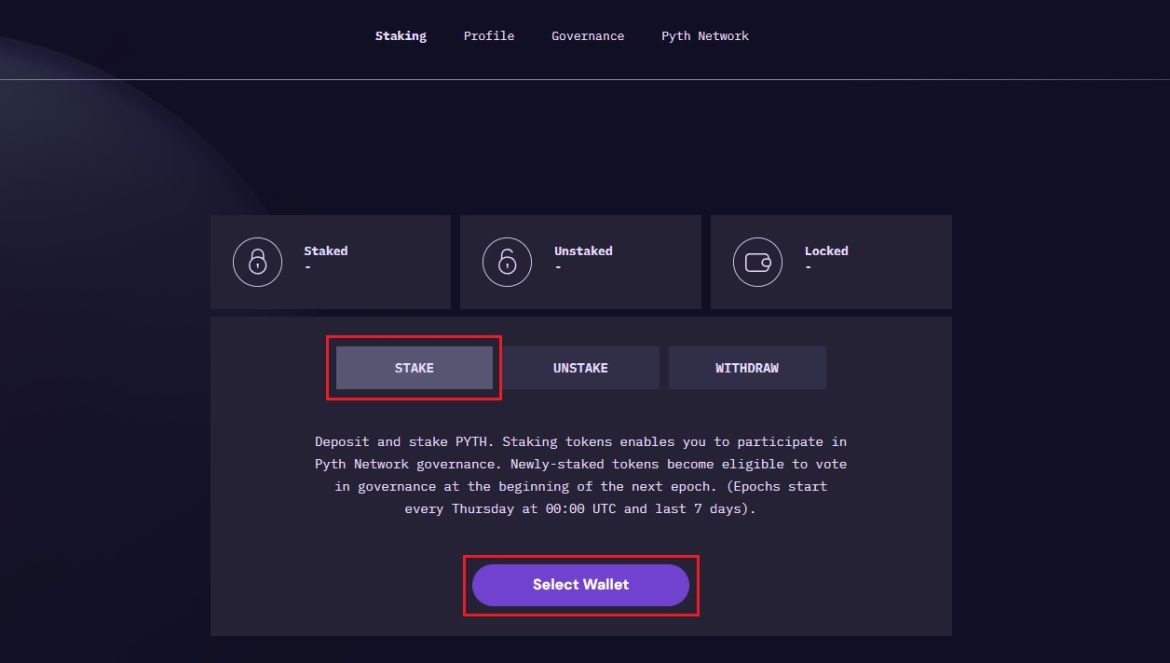 Staking Profile Governance Pyth Network
Staked Unstaked Locked
- - -
STAKE UNSTAKE WITHDRAW
Deposit and stake PYTH. Staking tokens enables you to participate in
Pyth Network governance. Newly-staked tokens become eligible to vote
in governance at the beginning of the next epoch. (Epochs start
every Thursday at 00:00 UTC and last 7 days).
Select Wallet